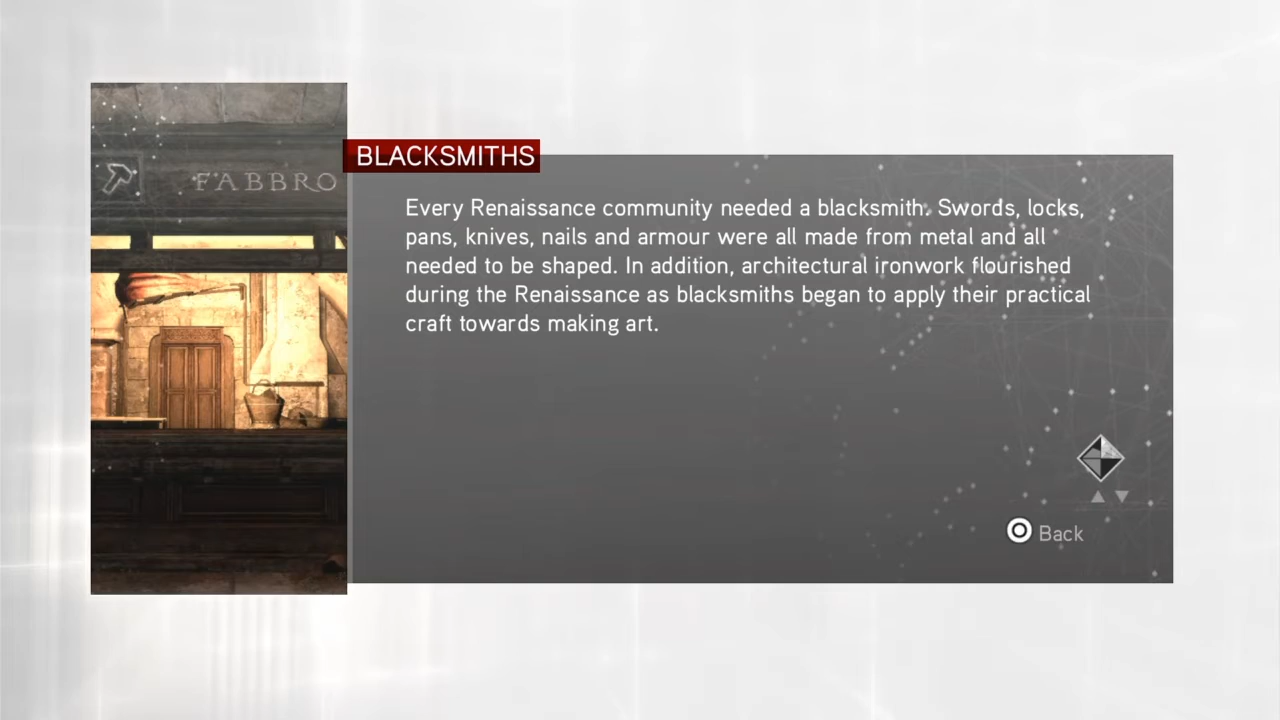 FABBRO
BLACKSMITHS
Every Renaissance community needed a blacksmith. Swords, locks,
pans, knives, nails and armour were all made from metal and all
needed to be shaped. In addition, architectural ironwork flourished
during the Renaissance as blacksmiths began to apply their practical
craft towards making art.
Back